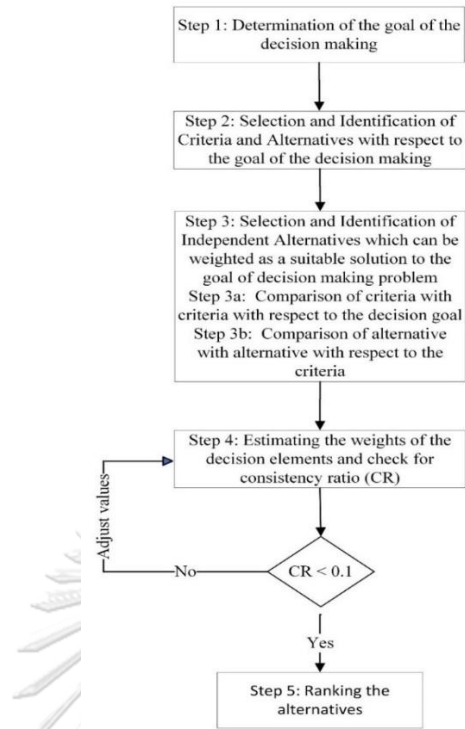 Step 1: Determination of the goal of the
decision making
Step 2: Selection and Identification of
Criteria and Alternatives with respect to
the goal of the decision making
Step 3: Selection and Identification of
Independent Alternatives which can be
weighted as a suitable solution to the
goal of decision making problem
Step 3a: Comparison of criteria with
criteria with respect to the decision goal
Step 3b: Comparison of alternative
with alternative with respect to the
criteria
Step 4: Estimating the weights of the
decision elements and check for
consistency ratio (CR)
Adjust values
No
CR < 0.1
Yes
Step 5: Ranking the
alternatives